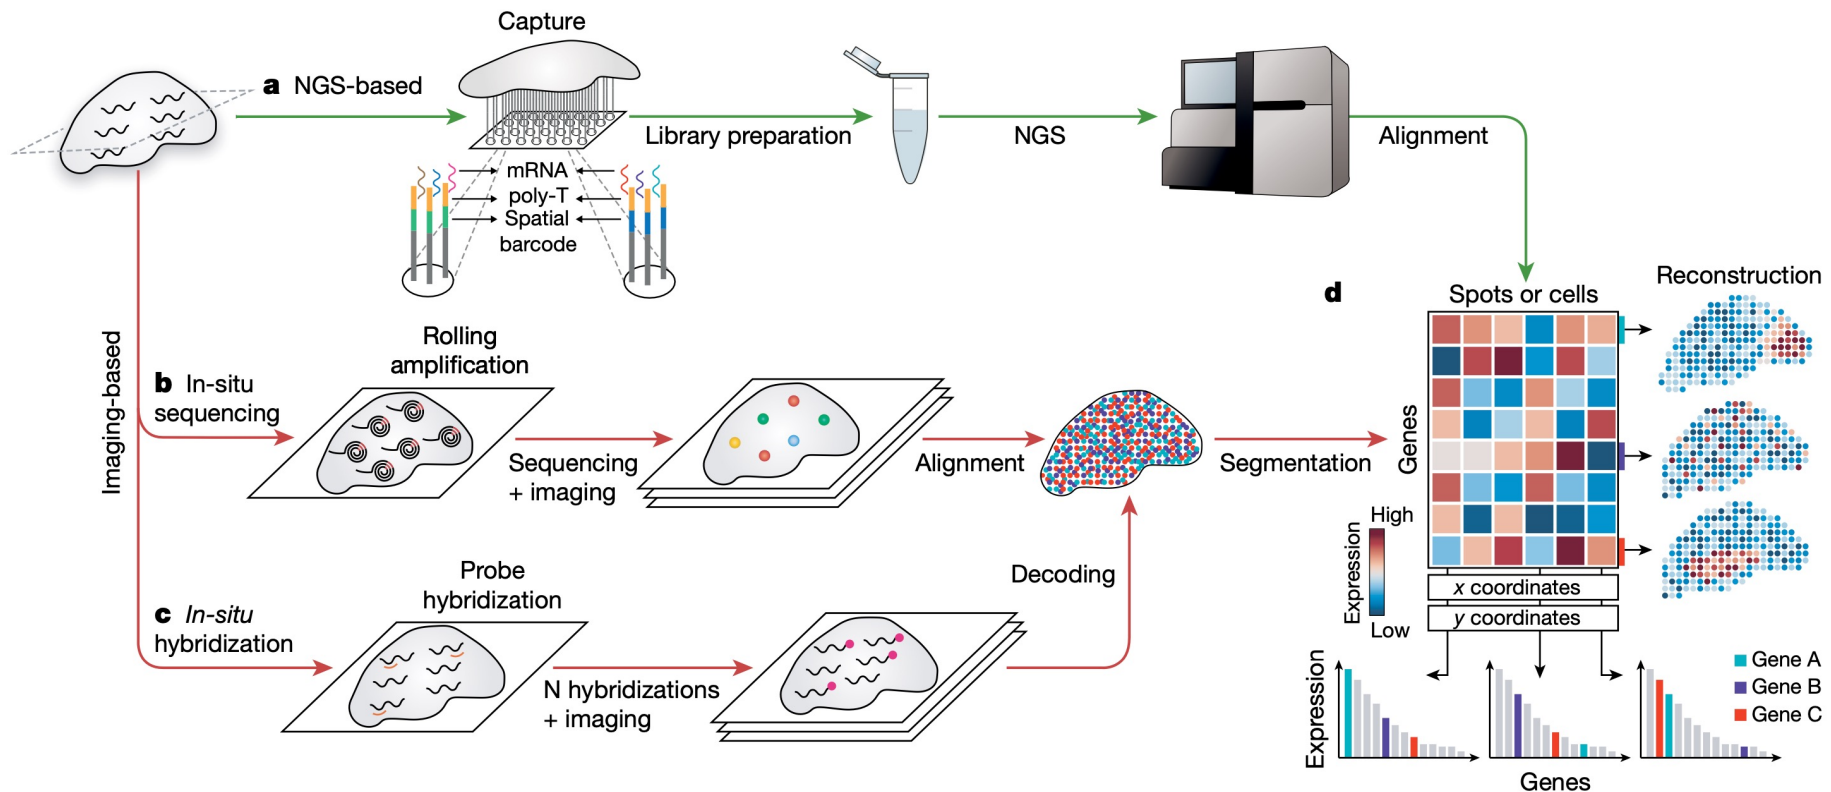 Capture
a NGS-based
Library preparation
NGS
Alignment
mRNA
poly-T
Spatial
barcode
Imaging-based
b In-situ
sequencing
Rolling
amplification
Sequencing
+ imaging
Alignment
Segmentation
c In-situ
hybridization
Probe
hybridization
N hybridizations
+ imaging
Decoding
d
Spots or cells
Reconstruction
Genes
Expression
High
Low
x coordinates
y coordinates
Expression
Genes
Gene A
Gene B
Gene C